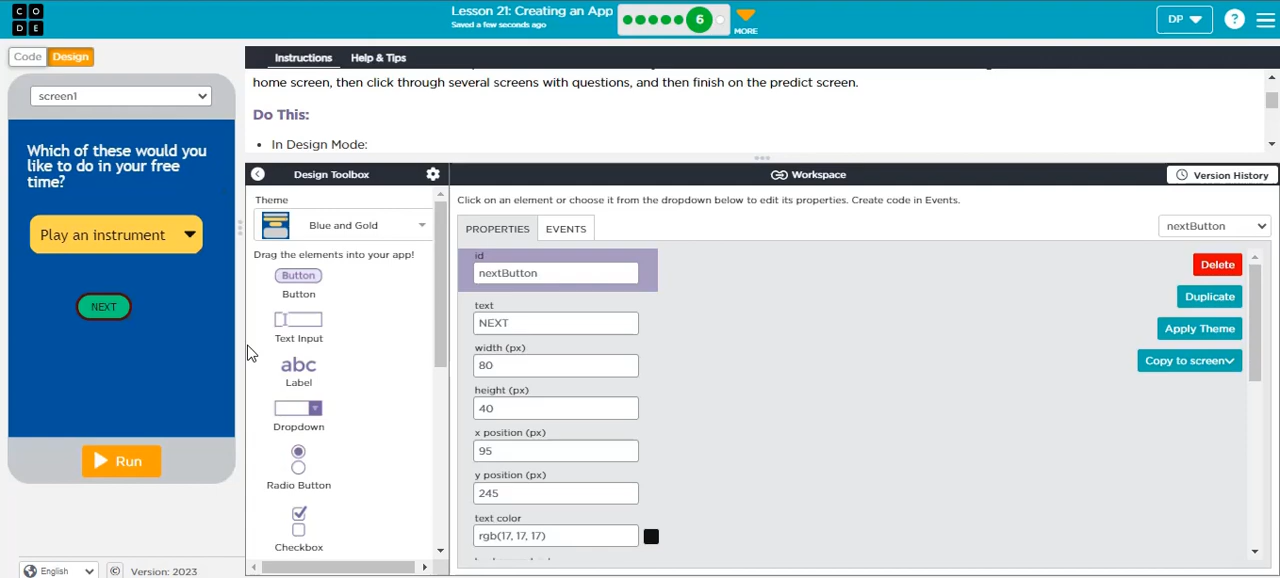 C O
D E
Lesson 21: Creating an App
Saved a few seconds ago
6
MORE
DP
?
Code
Design
Instructions
Help & Tips
home screen, then click through several screens with questions, and then finish on the predict screen.
Do This:
• In Design Mode:
screen1
Which of these would you
like to do in your free
time?
Play an instrument
NEXT
Run
English
© Version: 2023
Design Toolbox
Theme
Blue and Gold
Drag the elements into your app!
Button
Button
Text Input
abc
Label
Dropdown
Radio Button
Checkbox
Workspace
Version History
Click on an element or choose it from the dropdown below to edit its properties. Create code in Events.
PROPERTIES
EVENTS
nextButton
id
nextButton
text
NEXT
width (px)
80
height (px)
40
x position (px)
95
y position (px)
245
text color
rgb(17, 17, 17)
Delete
Duplicate
Apply Theme
Copy to screen